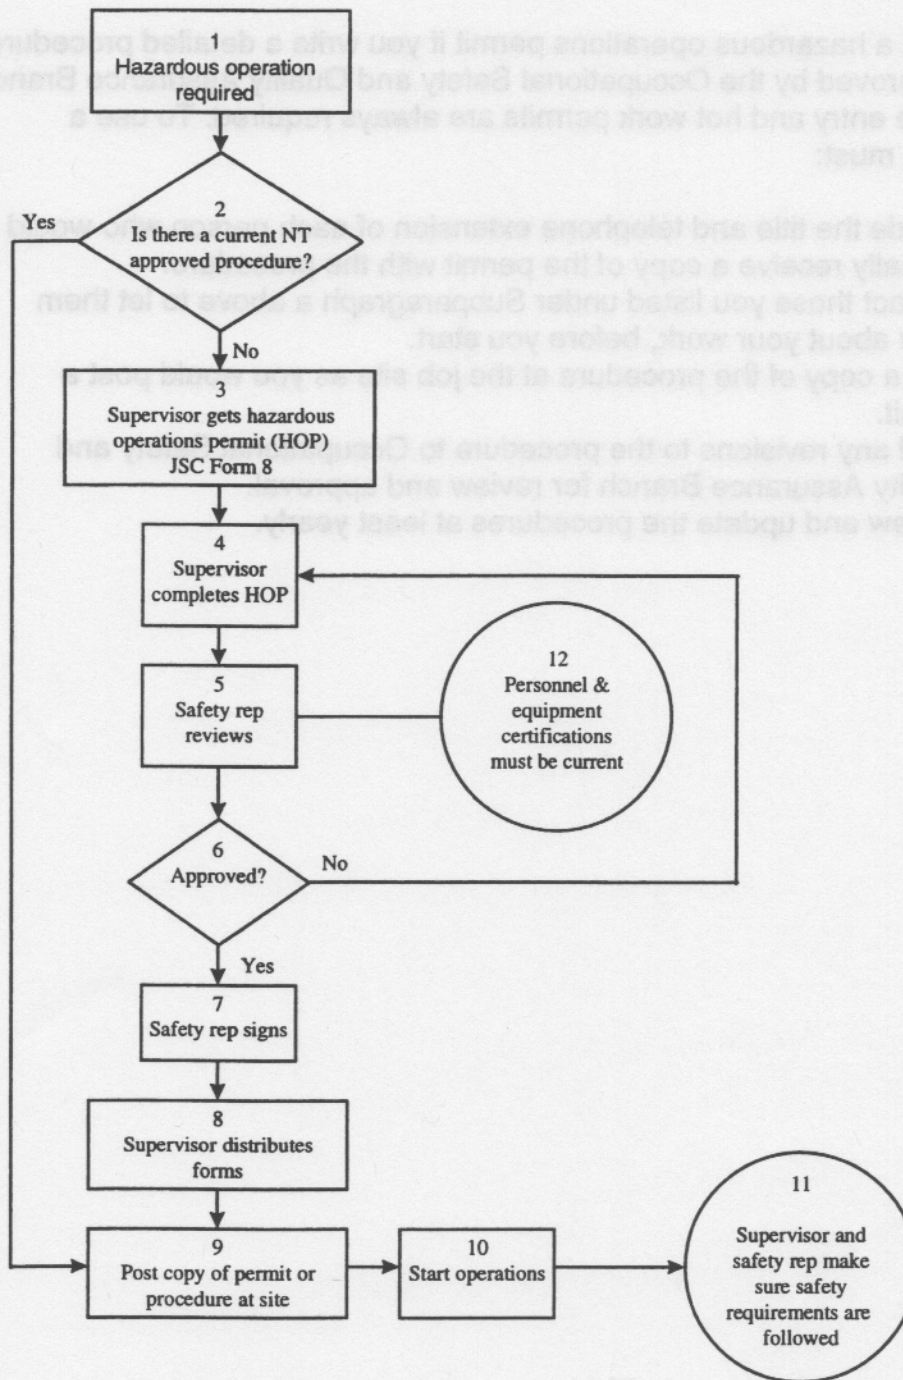 1
Hazardous operation
required
2
Is there a current NT
approved procedure?
Yes
No
3
Supervisor gets hazardous
operations permit (HOP)
JSC Form 8
4
Supervisor
completes HOP
5
Safety rep
reviews
12
Personnel &
equipment
certifications
must be current
6
Approved?
No
Yes
7
Safety rep signs
8
Supervisor distributes
forms
9
Post copy of permit or
procedure at site
10
Start operations
11
Supervisor and
safety rep make
sure safety
requirements are
followed